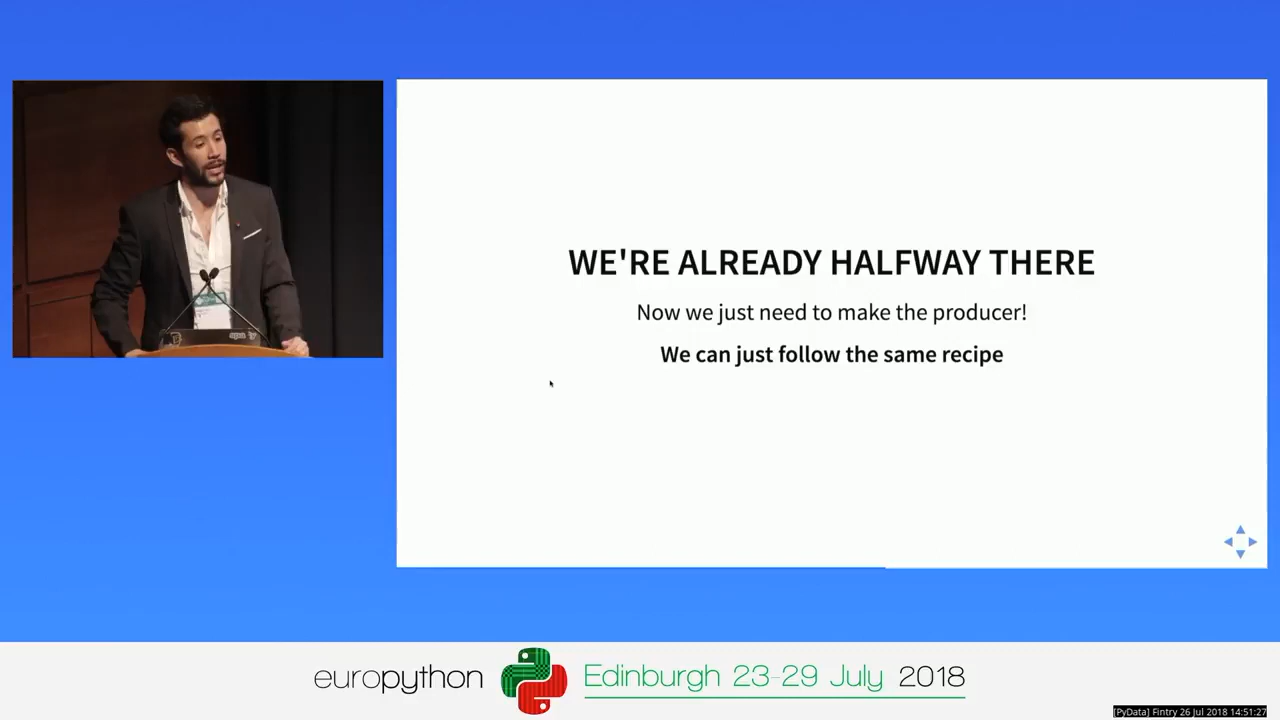 WE'RE ALREADY HALFWAY THERE
Now we just need to make the producer!
We can just follow the same recipe
europython
Edinburgh 23-29 July 2018
[PyData] Fintry 26 Jul 2018 14:51:27